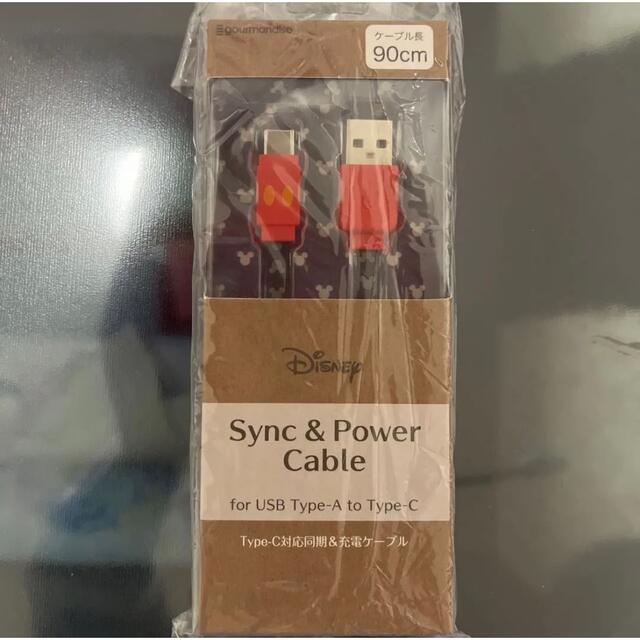 gourmandise
ケーブル長
90cm
Disney
Sync & Power
Cable
for USB Type-A to Type-C
Type-C対応同期&充電ケーブル